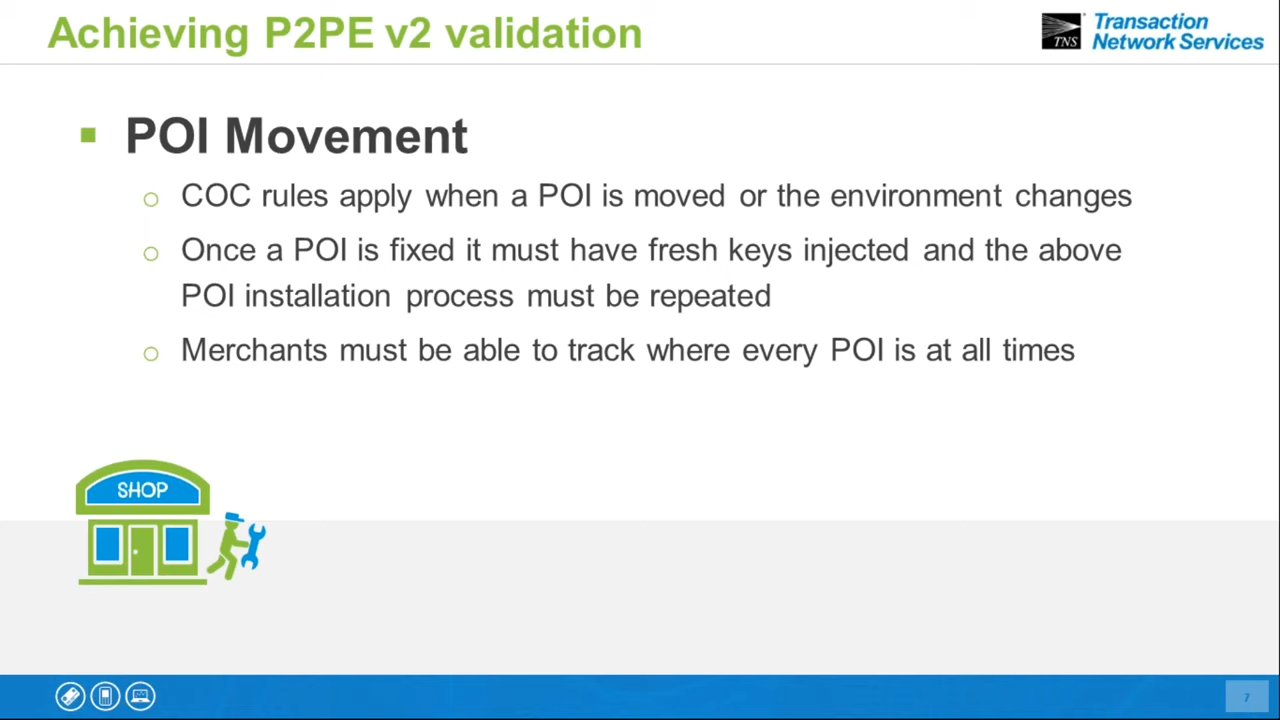 Achieving P2PE v2 validation
TNS
Transaction
Network Services
POI Movement
COC rules apply when a POI is moved or the environment changes
Once a POI is fixed it must have fresh keys injected and the above
POI installation process must be repeated
Merchants must be able to track where every POI is at all times
SHOP
7